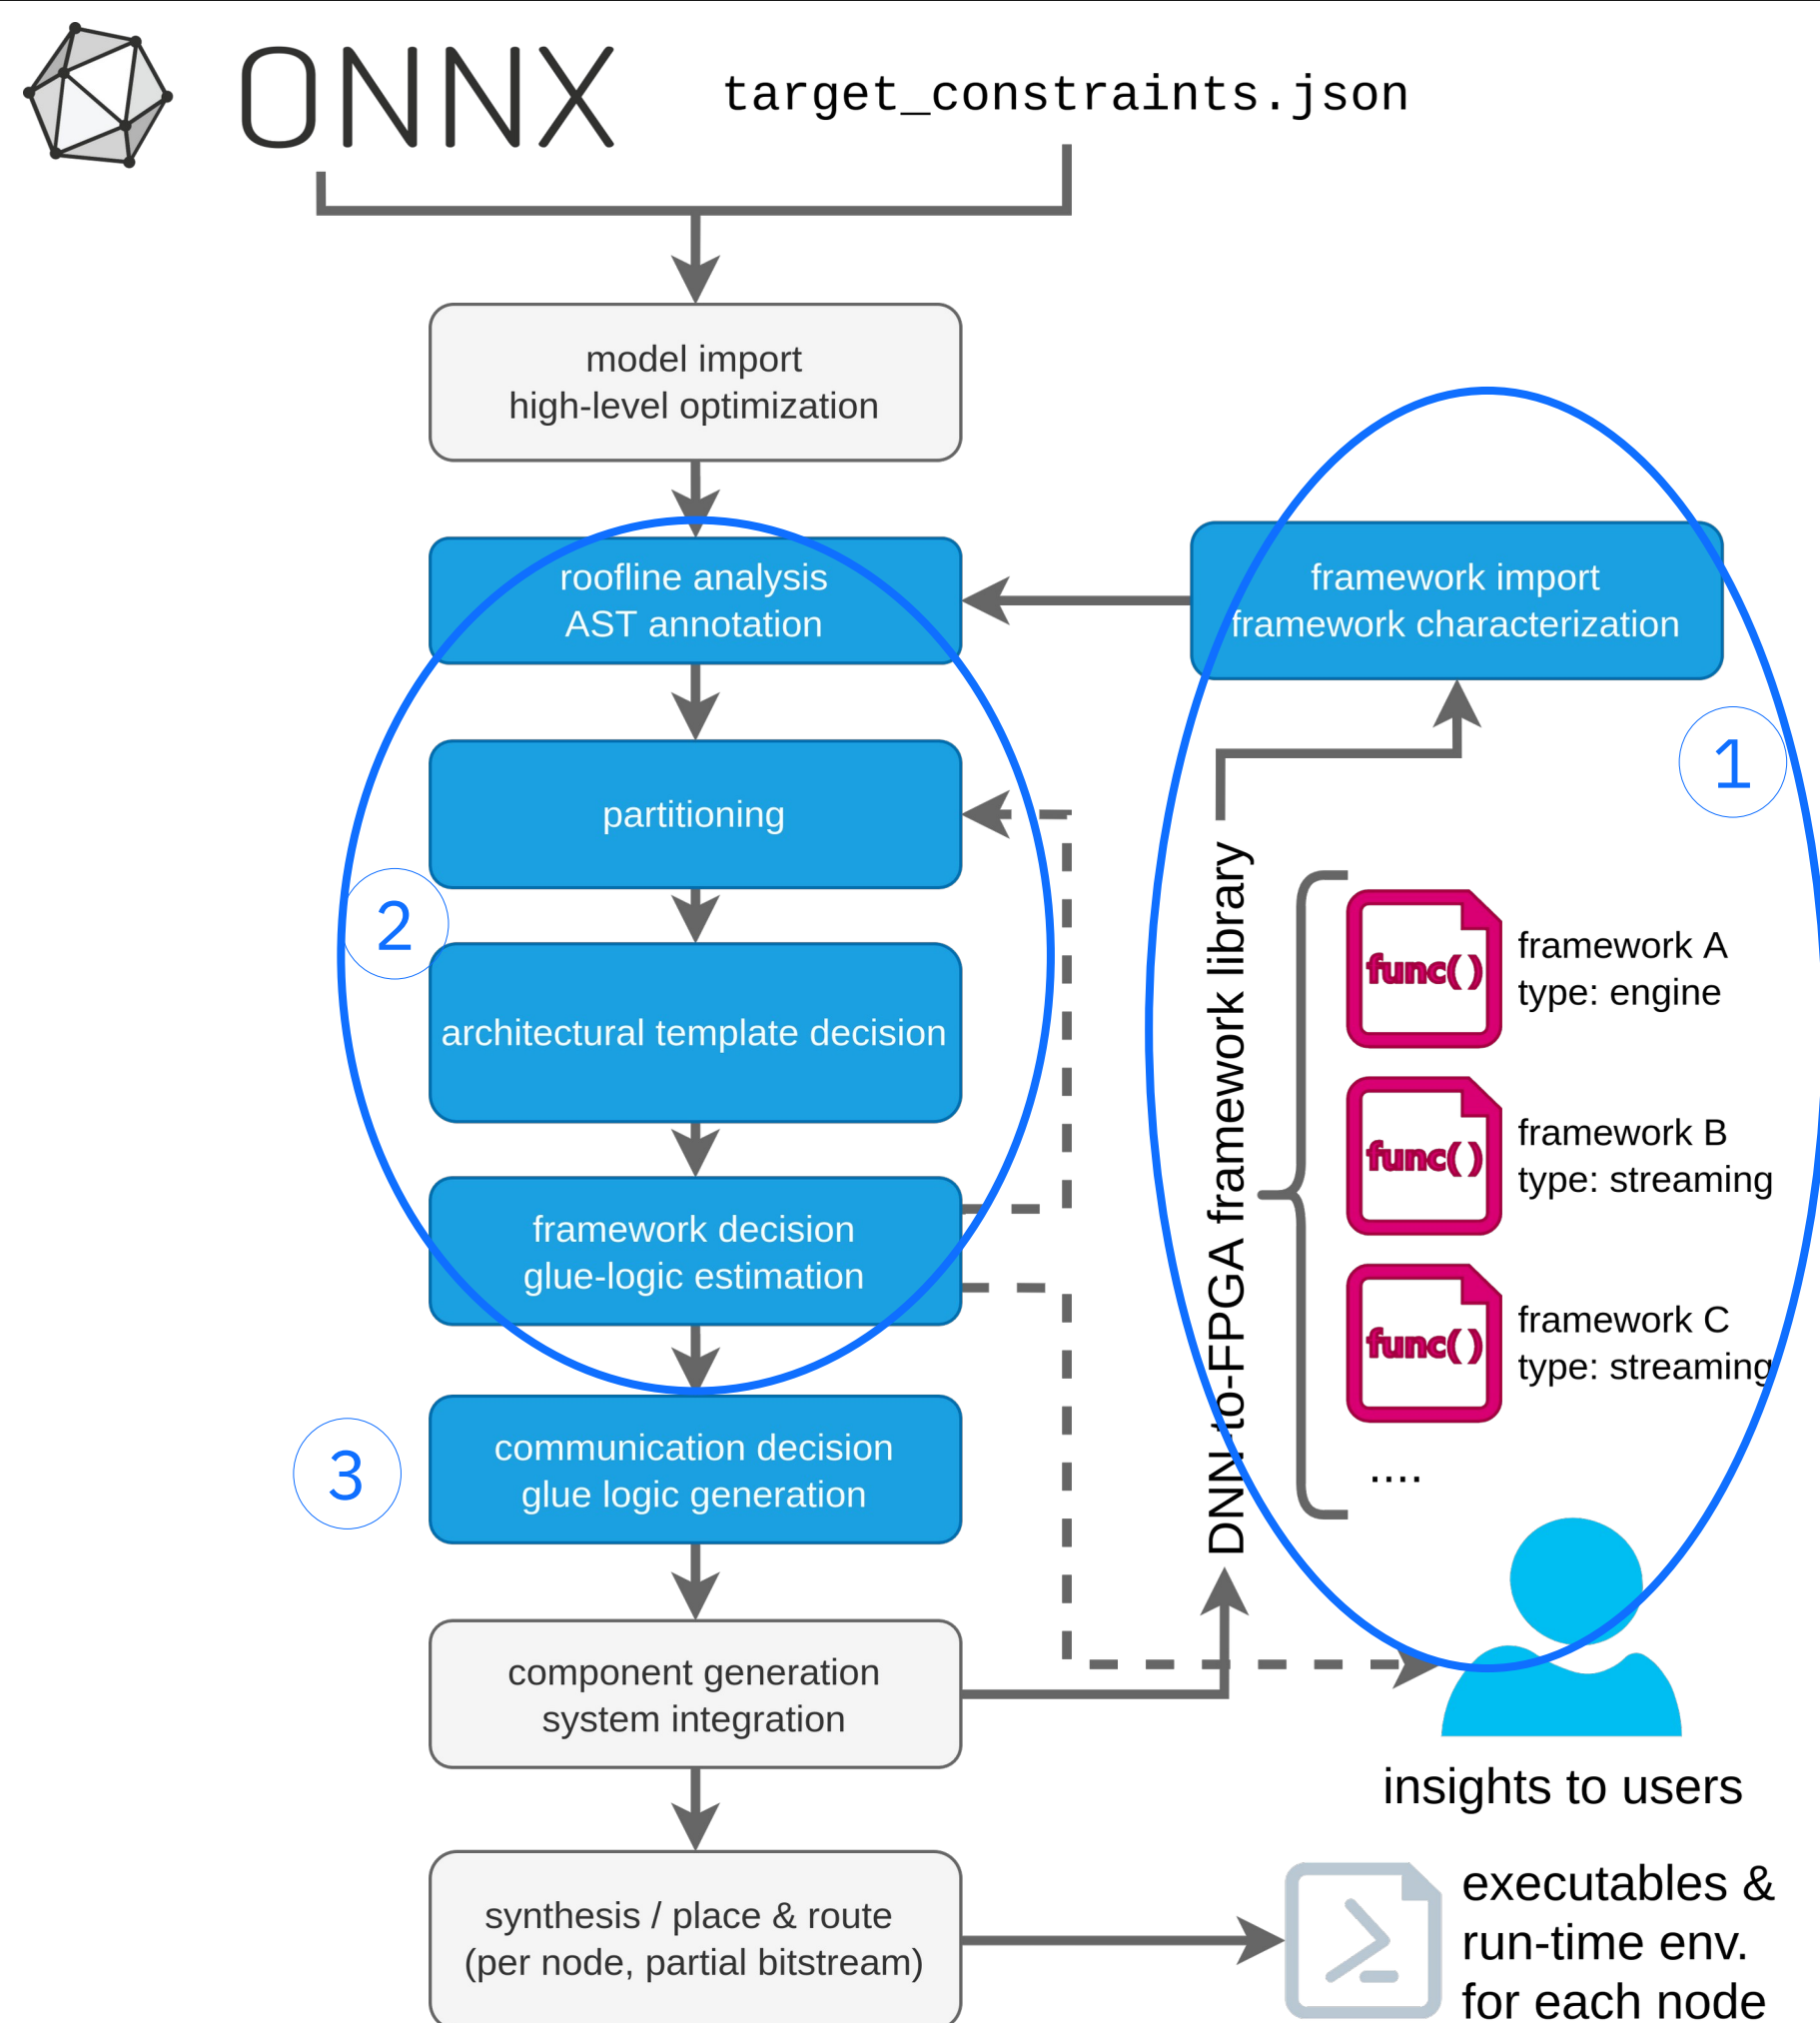 ONNX
target_constraints.json
model import
high-level optimization
roofline analysis
AST annotation
framework import
framework characterization
1
partitioning
2
architectural template decision
DNN-to-FPGA framework library
func()
framework A
type: engine
func()
framework B
type: streaming
func()
framework C
type: streaming
....
framework decision
glue-logic estimation
3
communication decision
glue logic generation
component generation
system integration
insights to users
synthesis / place & route
(per node, partial bitstream)
executables &
run-time env.
for each node